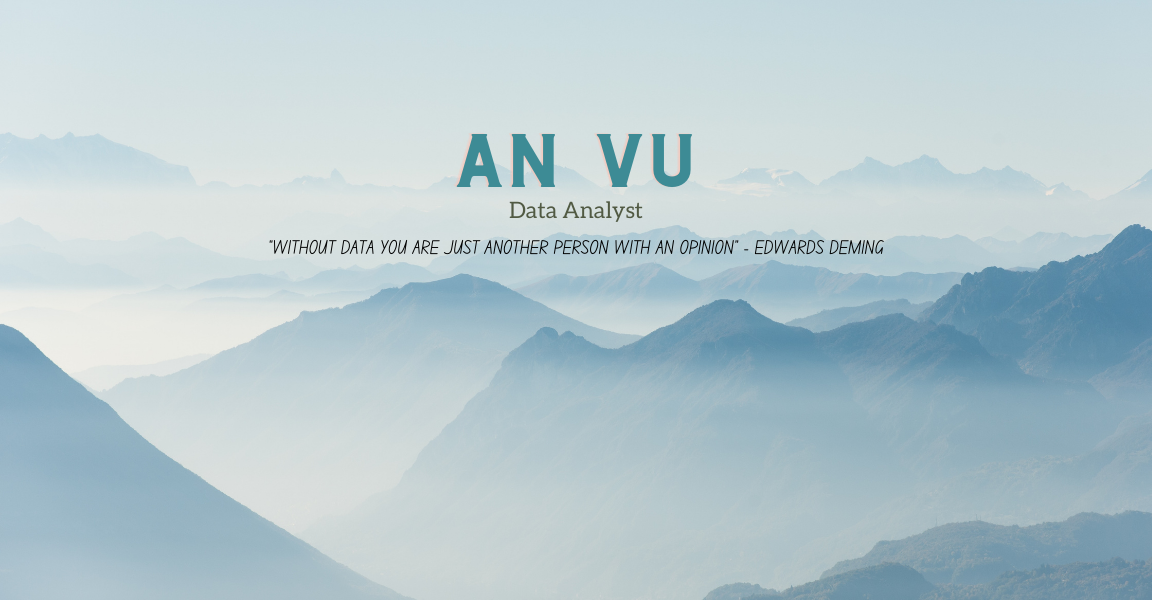 AN VU
Data Analyst
"WITHOUT DATA YOU ARE JUST ANOTHER PERSON WITH AN OPINION" - EDWARDS DEMING